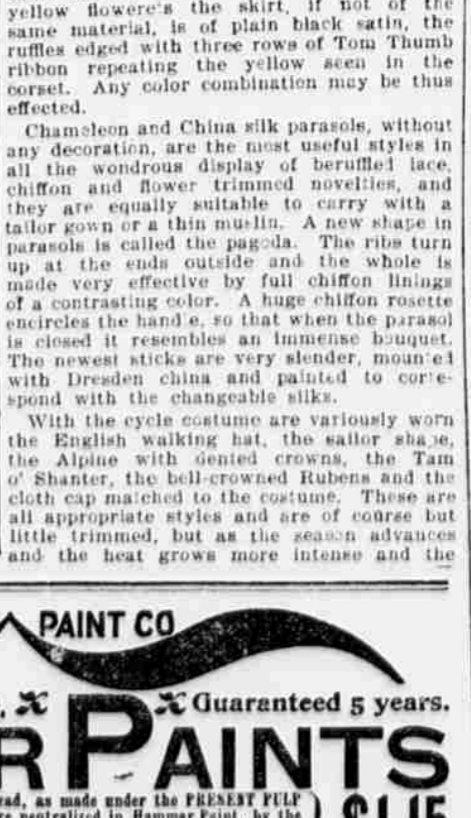 yellow flowere's the skirt, if not of the
same material, is of plain black satin, the
ruffles edged with three rows of Tom Thumb
ribbon repeating the yellow seen in the
corset. Any color combination may be thus
effected.
Chameleon and China silk parasols, without
any decoration, are the most useful styles in
all the wondrous display of beruffled lace,
chiffon and flower trimmed novelties, and
they are equally suitable to carry with a
tailor gown or a thin muslin. A new shape in
parasols is called the pagoda. The ribs turn
up at the ends outside and the whole is
made very effective by full chiffon linings
of a contrasting color. A huge chiffon rosette
encircles the handle, so that when the parasol
is closed it resembles an immense bouquet.
The newest sticks are very slender, mounted
with Dresden china and painted to corre-
spond with the changeable silks.
With the cycle costume are variously worn
the English walking hat, the sailor shape,
the Alpine with dented crowns, the Tam
o' Shanter, the bell-crowned Rubens and the
cloth cap matched to the costume. These are
all appropriate styles and are of course but
little trimmed, but as the season advances
and the heat grows more intense and the
PAINT CO
Guaranteed 5 years.
R PAINTS
ead, as made under the PRESENT PULP
re neutralized in Hammar Paint, by the
$1.15